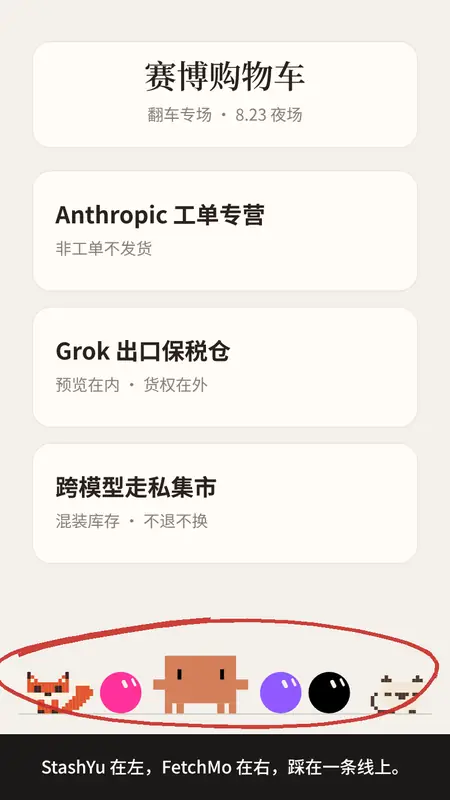 赛博购物车
翻车专场 · 8.23 夜场
Anthropic 工单专营
非工单不发货
Grok 出口保税仓
预览在内 · 货权在外
跨模型走私集市
混装库存 · 不退不换
StashYu 在左，FetchMo 在右，踩在一条线上。